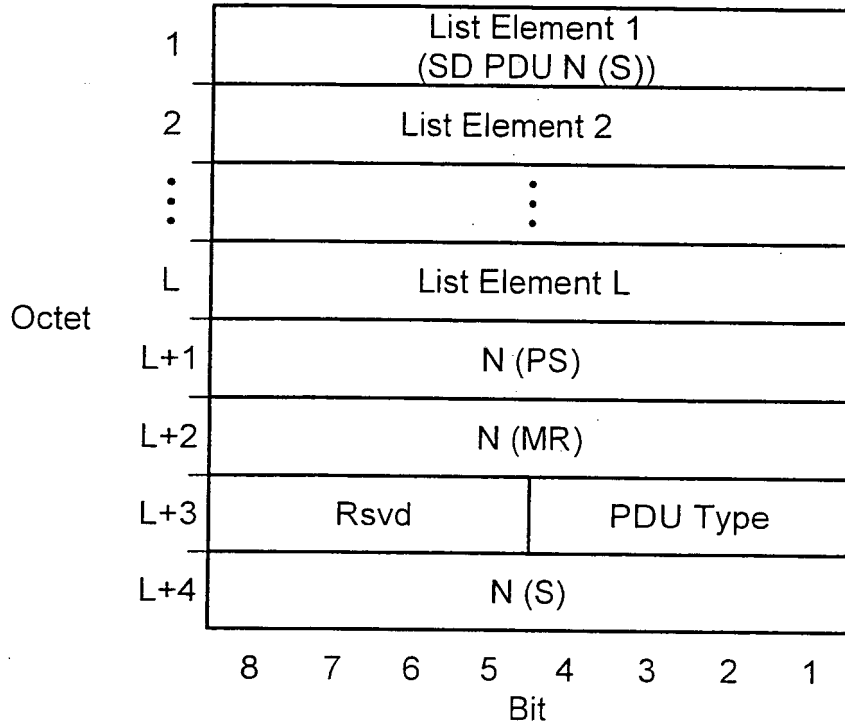 1 List Element 1
(SD PDU N (S))
2 List Element 2
L List Element L
Octet
L+1 N (PS)
L+2 N (MR)
L+3 Rsvd PDU Type
L+4 N (S)
8 7 6 5 4 3 2 1
Bit